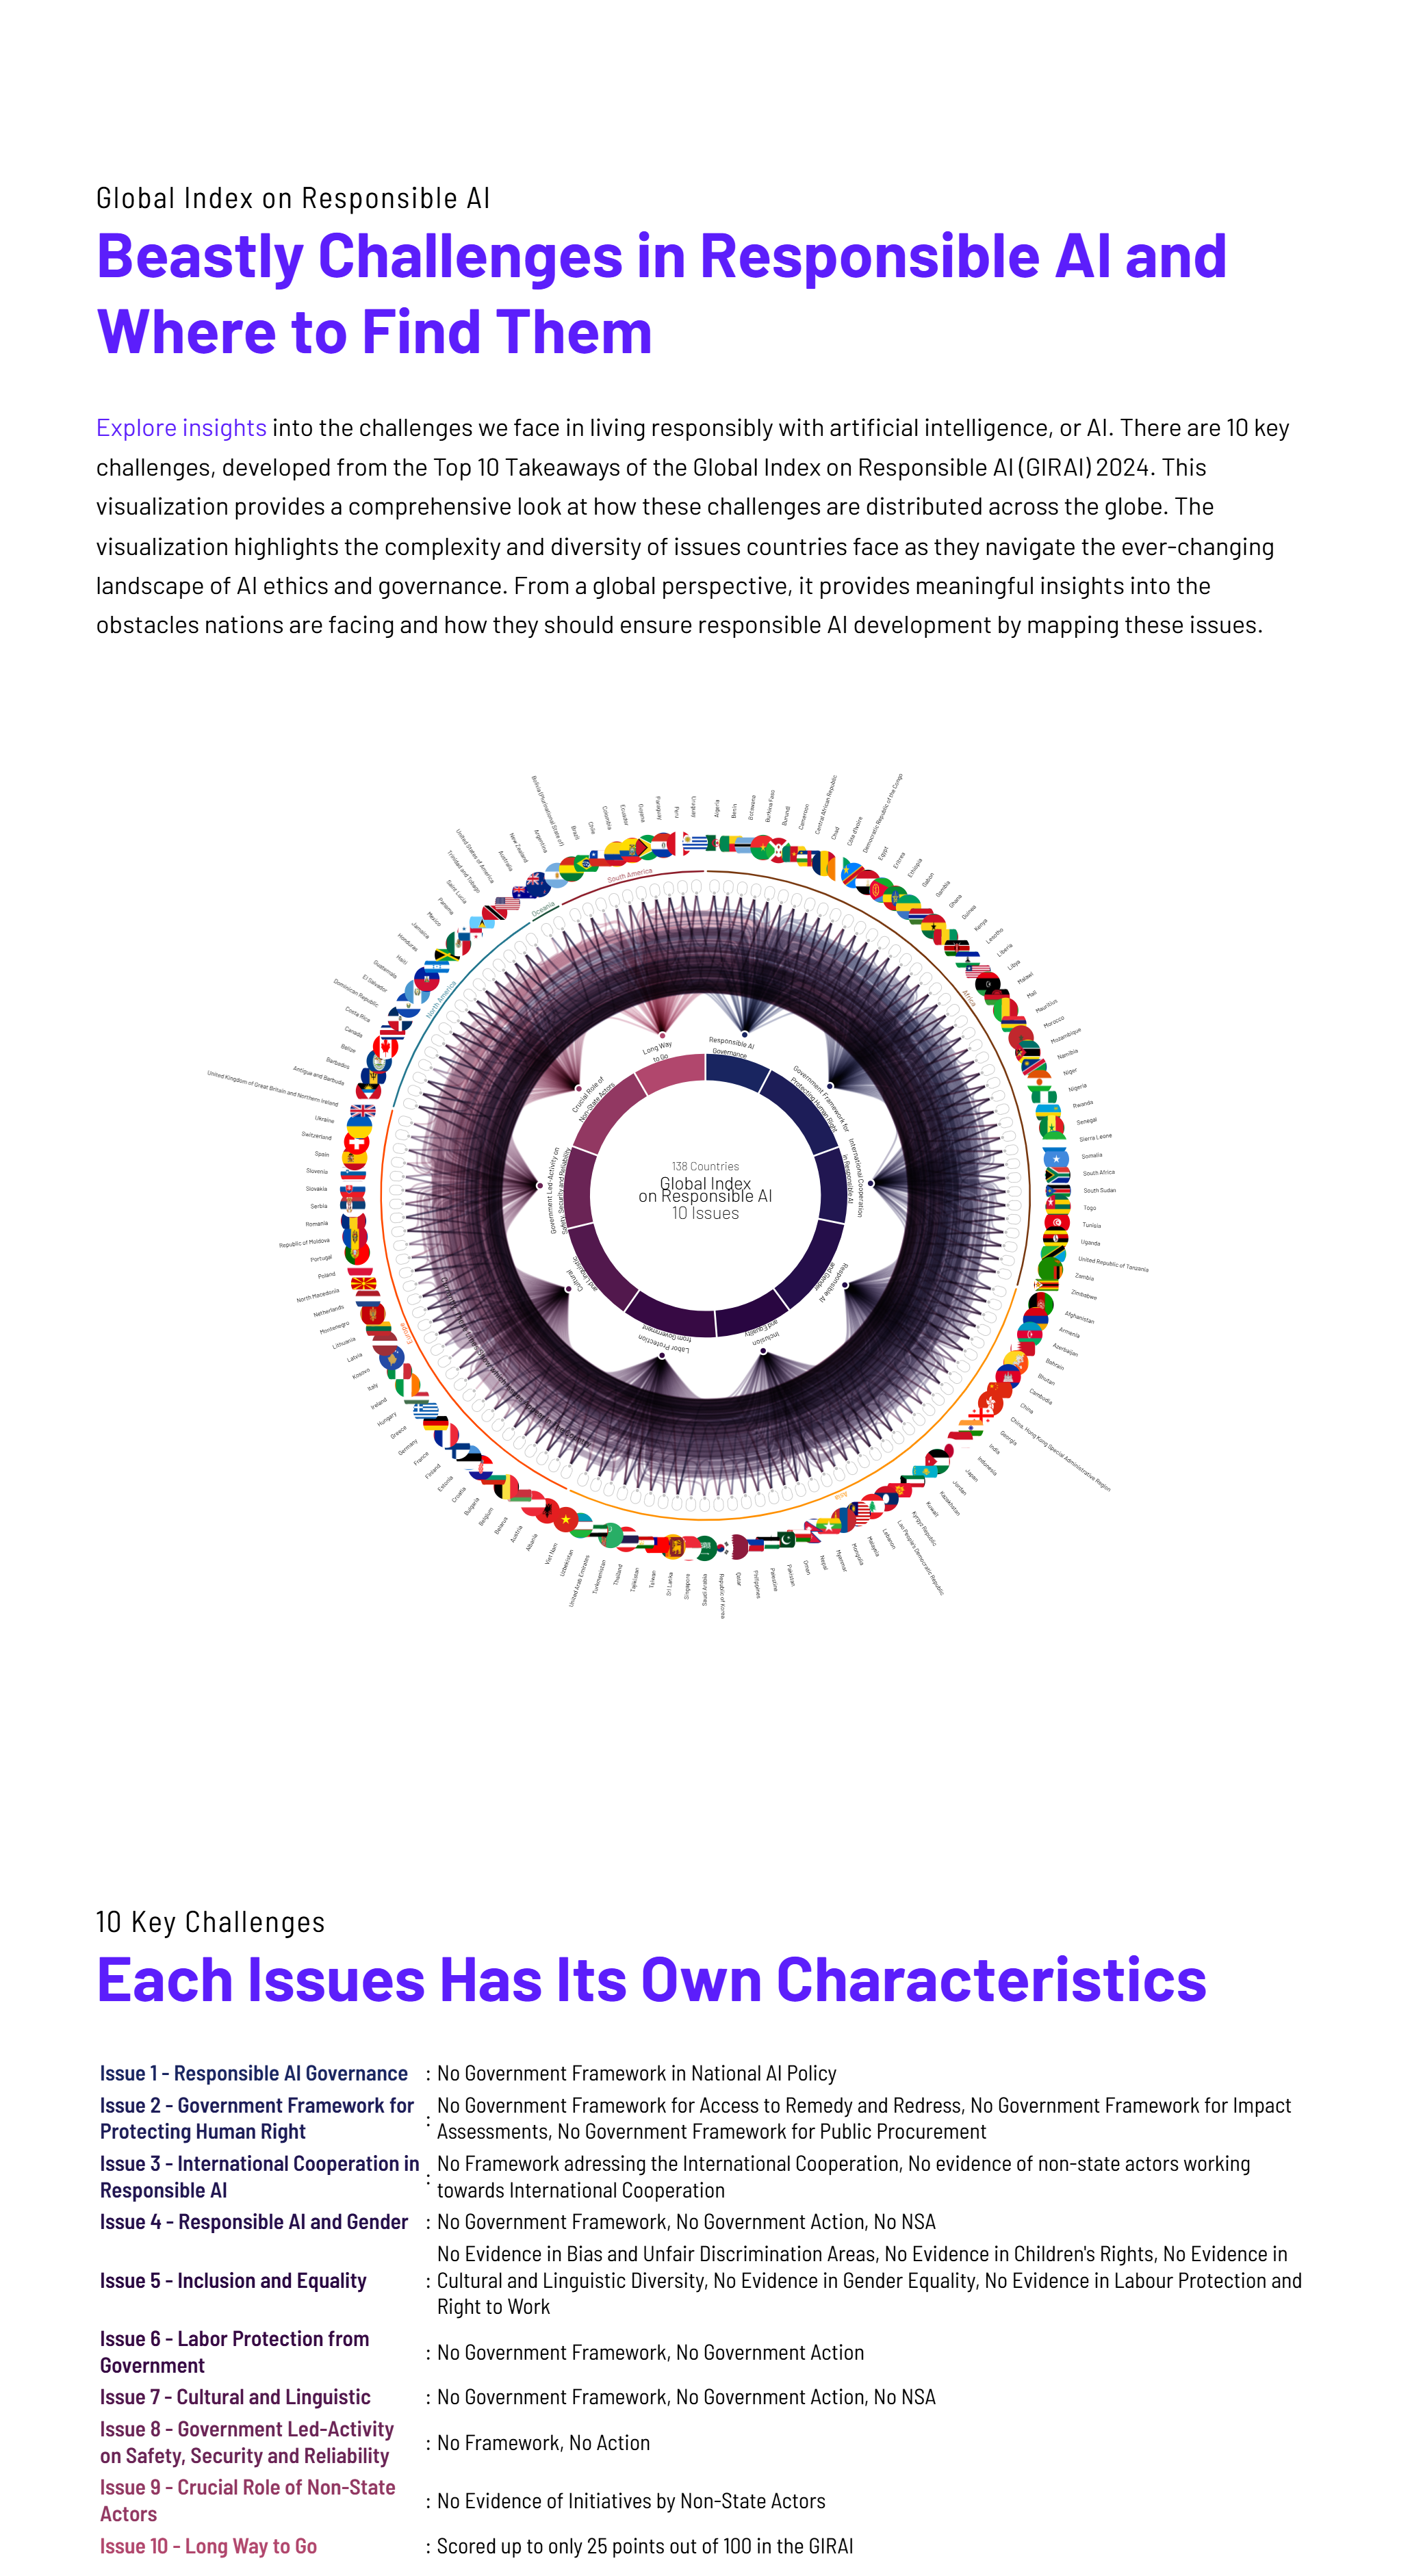 Global Index on Responsible AI
Beastly Challenges in Responsible AI and
Where to Find Them
Explore insights into the challenges we face in living responsibly with artificial intelligence, or AI. There are 10 key
challenges, developed from the Top 10 Takeaways of the Global Index on Responsible AI (GIRAI) 2024. This
visualization provides a comprehensive look at how these challenges are distributed across the globe. The
visualization highlights the complexity and diversity of issues countries face as they navigate the ever-changing
landscape of AI ethics and governance. From a global perspective, it provides meaningful insights into the
obstacles nations are facing and how they should ensure responsible AI development by mapping these issues.
Algeria
Benin
Botswana
Burkina Faso
Burundi
Cameroon
Central African Republic
Chad
Cote d'Ivoire
Democratic Republic of the Congo
Egypt
Eritrea
Ethiopia
Gabon
Gambia
Ghana
Guinea
Kenya
Lesotho
Liberia
Libya
Malawi
Mali
Mauritius
Morocco
Mozambique
Namibia
Niger
Nigeria
Rwanda
Senegal
Sierra Leone
Somalia
South Africa
South Sudan
Togo
Tunisia
Uganda
United Republic of Tanzania
Zambia
Zimbabwe
Afghanistan
Armenia
Azerbaijan
Bahrain
Bhutan
Cambodia
China
China, Hong Kong Special Administrative Region
Georgia
India
Indonesia
Japan
Jordan
Kazakhstan
Kuwait
Kyrgyz Republic
Lao People's Democratic Republic
Lebanon
Malaysia
Mongolia
Myanmar
Nepal
Oman
Pakistan
Palestine
Philippines
Qatar
Republic of Korea
Saudi Arabia
Singapore
Sri Lanka
Taiwan
Tajikistan
Thailand
Turkmenistan
United Arab Emirates
Uzbekistan
Viet Nam
Albania
Austria
Belarus
Belgium
Bulgaria
Croatia
Estonia
Finland
France
Germany
Greece
Hungary
Ireland
Italy
Kosovo
Latvia
Lithuania
Montenegro
Netherlands
North Macedonia
Poland
Portugal
Republic of Moldova
Romania
Serbia
Slovakia
Slovenia
Spain
Switzerland
Ukraine
United Kingdom of Great Britain and Northern Ireland
Antigua and Barbuda
Barbados
Belize
Canada
Costa Rica
Dominican Republic
El Salvador
Guatemala
Haiti
Honduras
Jamaica
Mexico
Panama
Saint Lucia
Trinidad and Tobago
United States of America
Australia
New Zealand
Argentina
Bolivia (Plurinational State of)
Brazil
Chile
Colombia
Ecuador
Guyana
Paraguay
Peru
Uruguay
Africa
Asia
Europe
North America
Oceania
South America
Responsible AI
Governance
Government Framework for
Protecting Human Right
International Cooperation
in Responsible AI
Responsible AI
and Gender
Inclusion
and Equality
Labor Protection
from Government
Cultural
and Linguistic
Government Led-Activity on
Safety, Security and Reliability
Crucial Role of
Non-State Actors
Long Way
to Go
138 Countries
Global Index
on Responsible AI
10 Issues
10 Key Challenges
Each Issues Has Its Own Characteristics
Issue 1 - Responsible AI Governance : No Government Framework in National AI Policy
Issue 2 - Government Framework for
Protecting Human Right
: No Government Framework for Access to Remedy and Redress, No Government Framework for Impact
Assessments, No Government Framework for Public Procurement
Issue 3 - International Cooperation in
Responsible AI
: No Framework adressing the International Cooperation, No evidence of non-state actors working
towards International Cooperation
Issue 4 - Responsible AI and Gender : No Government Framework, No Government Action, No NSA
Issue 5 - Inclusion and Equality
: No Evidence in Bias and Unfair Discrimination Areas, No Evidence in Children's Rights, No Evidence in
Cultural and Linguistic Diversity, No Evidence in Gender Equality, No Evidence in Labour Protection and
Right to Work
Issue 6 - Labor Protection from
Government
: No Government Framework, No Government Action
Issue 7 - Cultural and Linguistic : No Government Framework, No Government Action, No NSA
Issue 8 - Government Led-Activity
on Safety, Security and Reliability
: No Framework, No Action
Issue 9 - Crucial Role of Non-State
Actors
: No Evidence of Initiatives by Non-State Actors
Issue 10 - Long Way to Go : Scored up to only 25 points out of 100 in the GIRAI